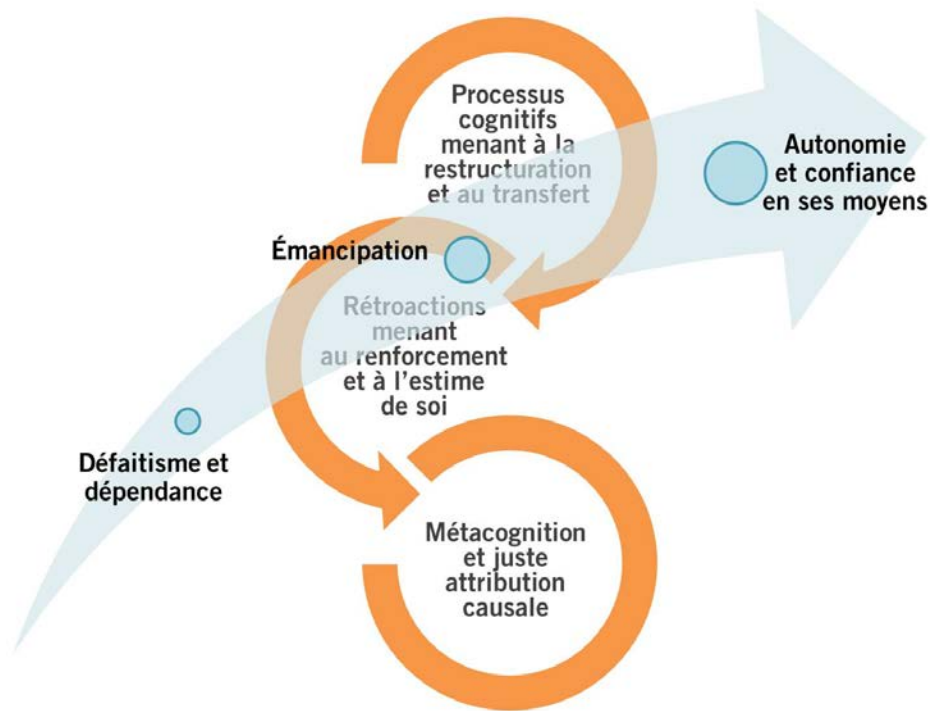 Processus
cognitifs
menant à la
restructuration
et au transfert
Autonomie
et confiance
en ses moyens
Émancipation
Rétroactions
menant
au renforcement
et à l'estime
de soi
Défaitisme et
dépendance
Métacognition
et juste
attribution
causale